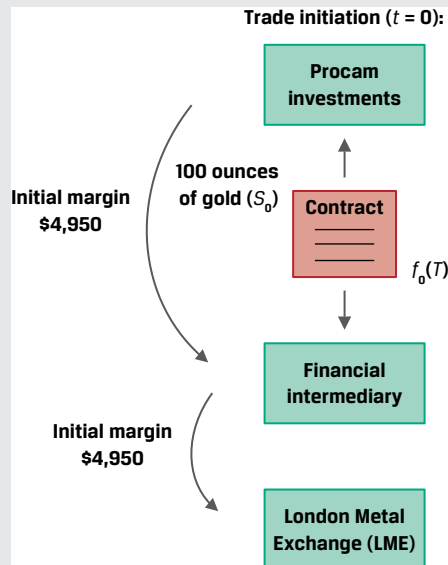 Trade initiation (t = 0):
Procam
investments
100 ounces
of gold (S₀)
Initial margin
$4,950
Contract
f₀(T)
Financial
intermediary
Initial margin
$4,950
London Metal
Exchange (LME)